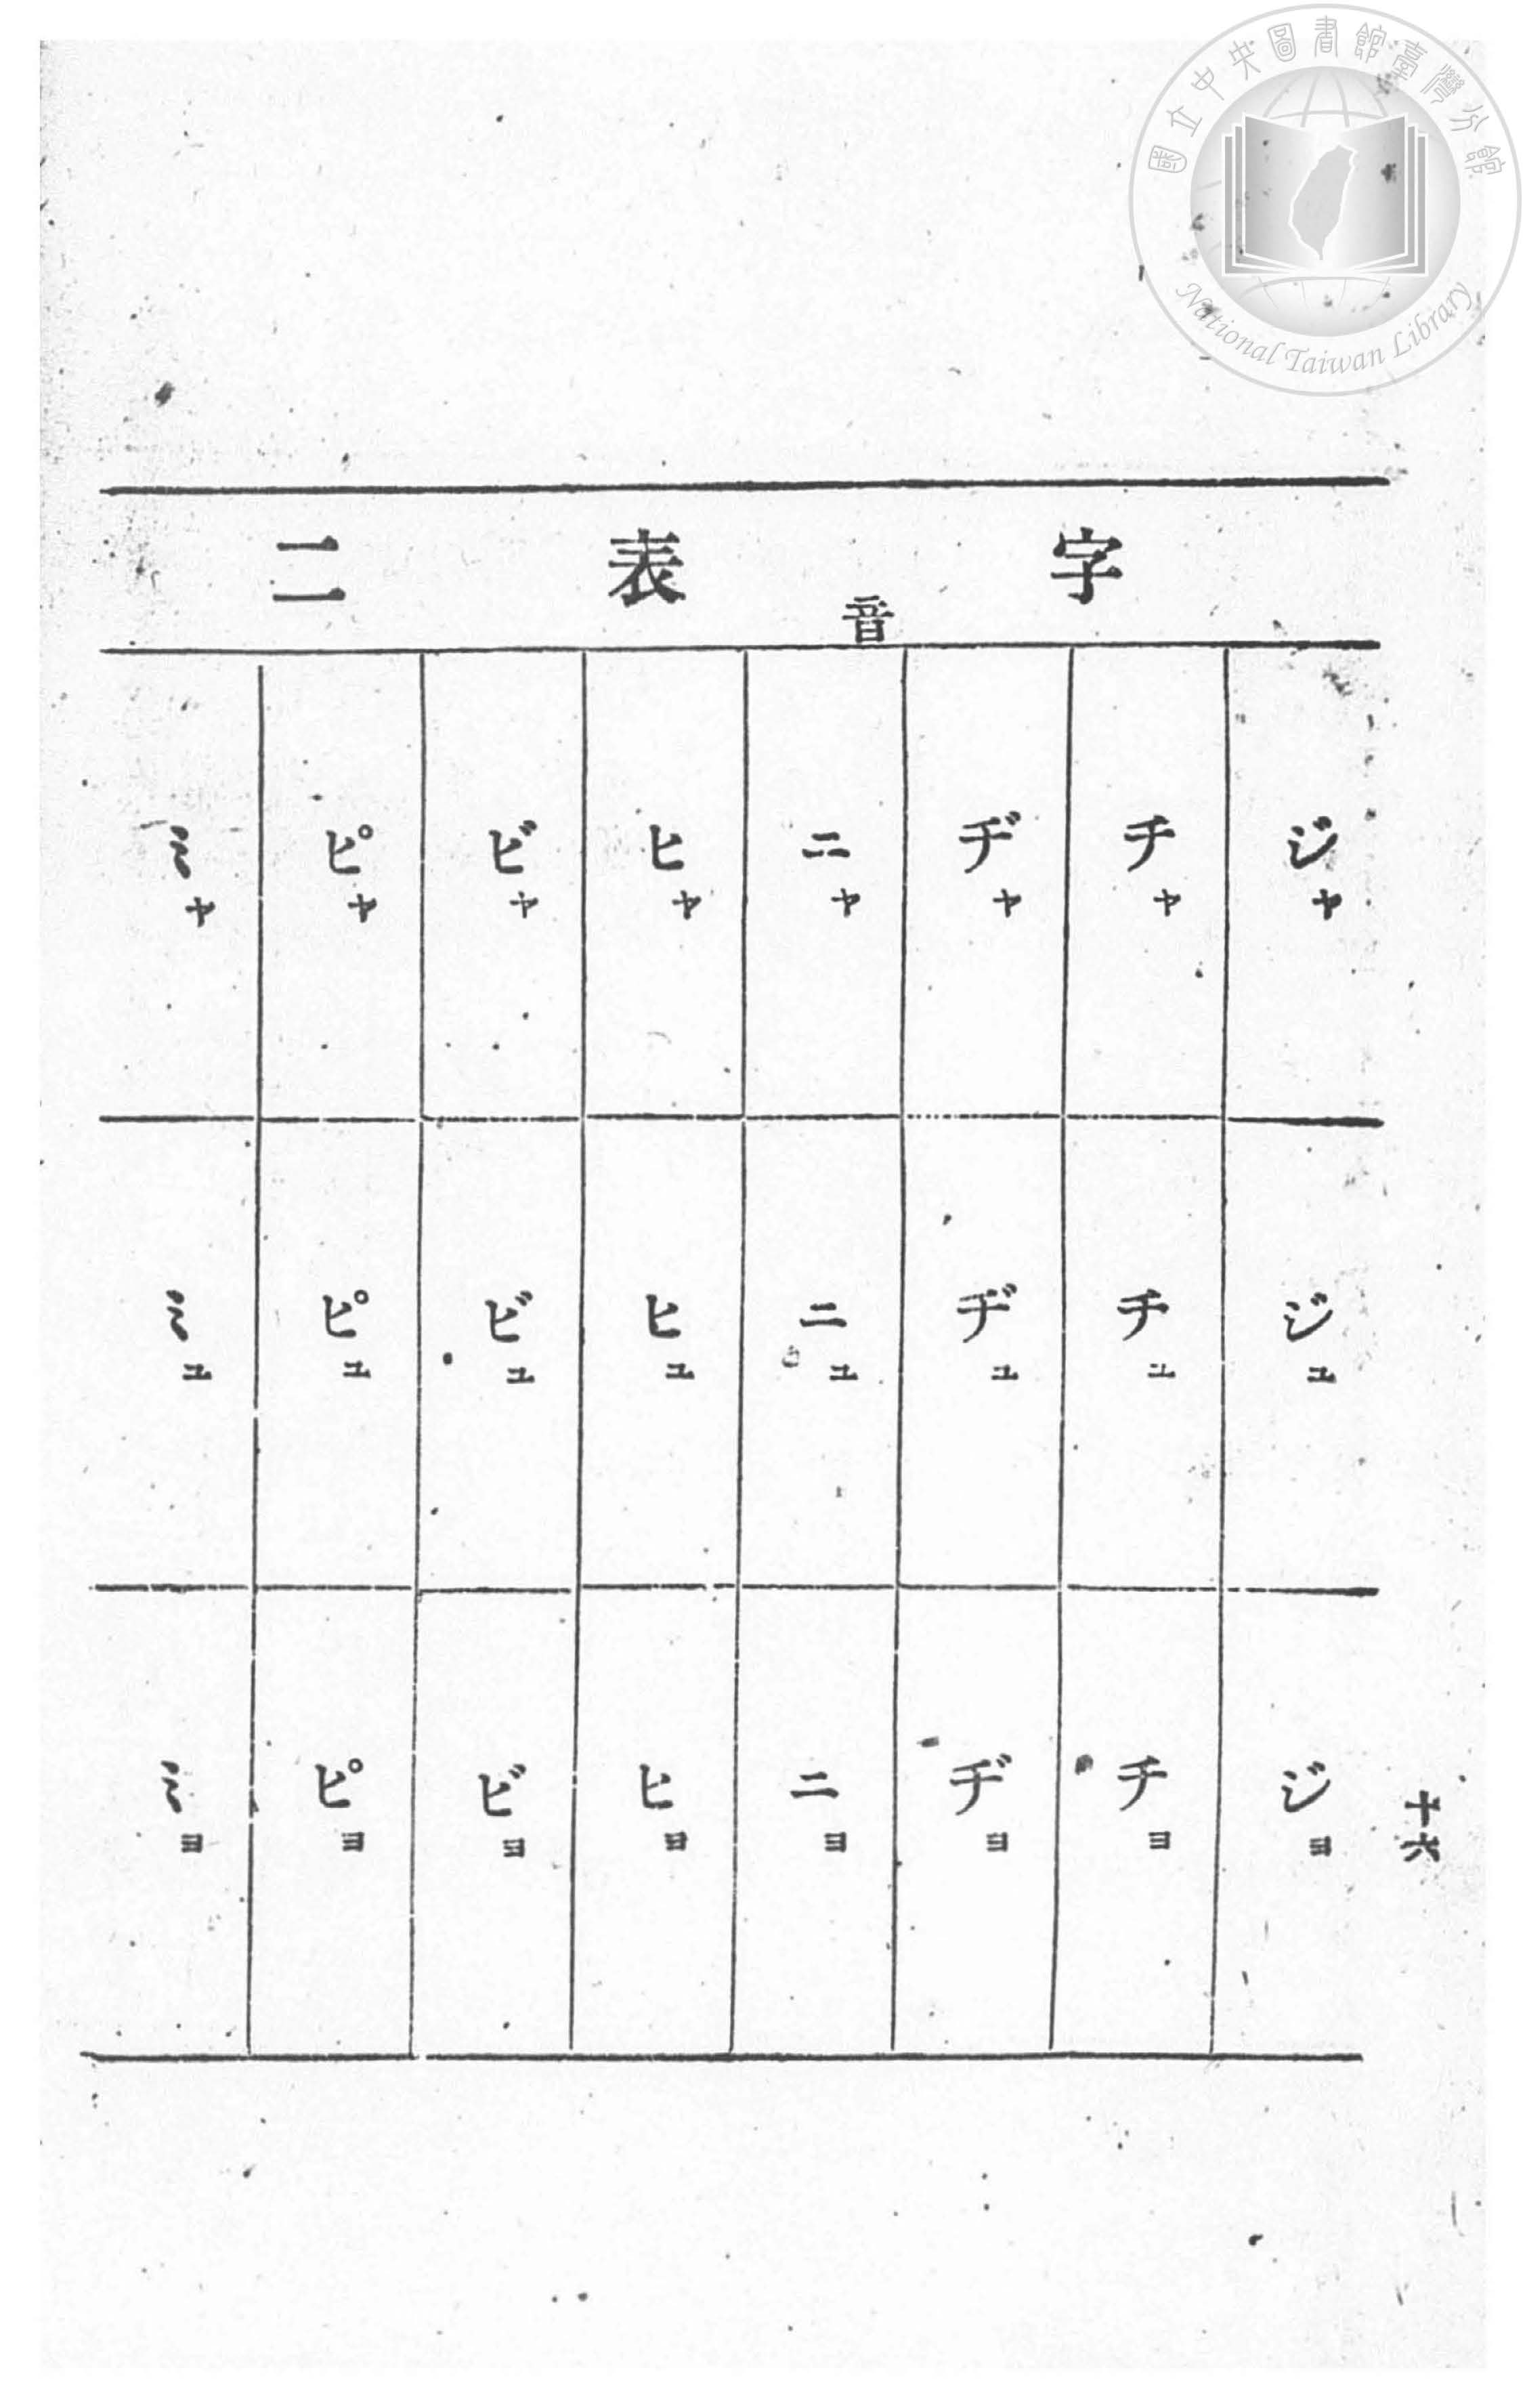 國立中央圖書館臺灣分館
National Taiwan Library
字音表二
ジャ チャ ヂャ ニャ ヒャ ビャ ピャ ミャ
ジュ チュ ヂュ ニュ ヒュ ビュ ピュ ミュ
ジョ チョ ヂョ ニョ ヒョ ビョ ピョ ミョ
十六